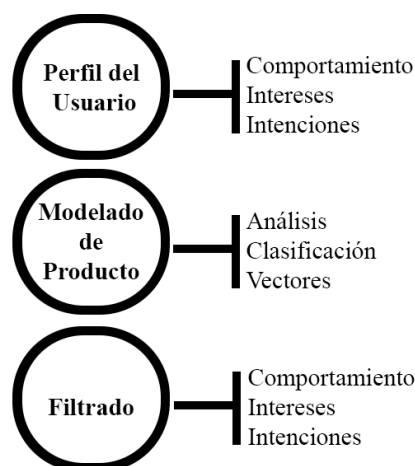 Perfil del
Usuario
Comportamiento
Intereses
Intenciones
Modelado
de
Producto
Análisis
Clasificación
Vectores
Filtrado
Comportamiento
Intereses
Intenciones